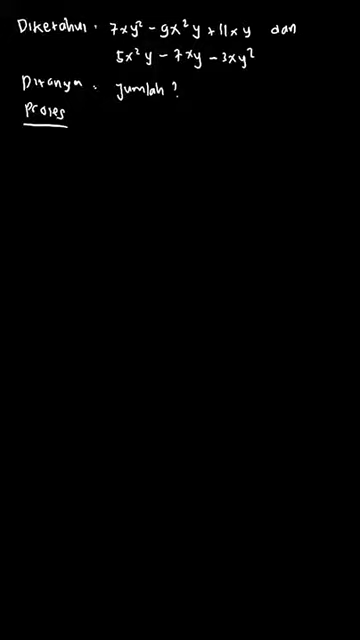 Diketahui : 7xy² - 9x²y + 11xy dan
5x²y - 7xy - 3xy²
Ditanya : Jumlah ?
Proses